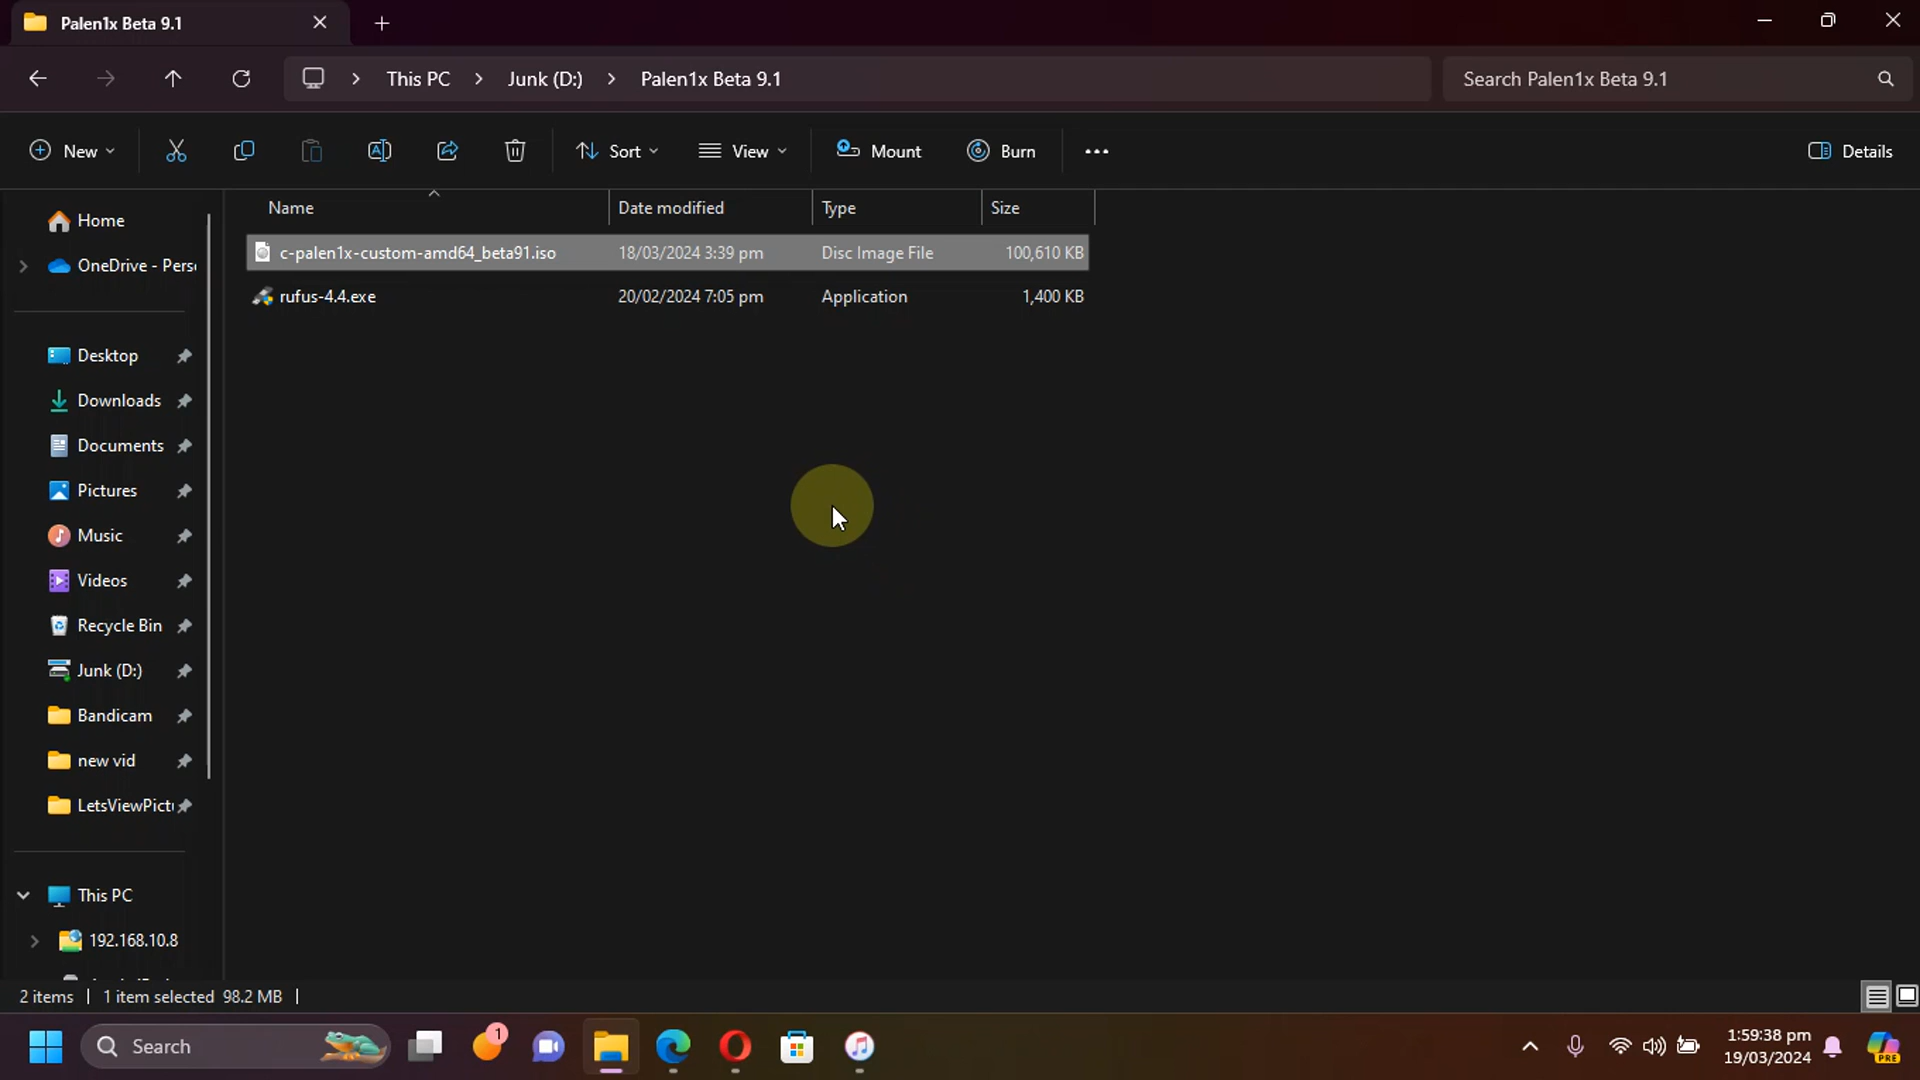 Palen1x Beta 9.1
This PC
Junk (D:)
Palen1x Beta 9.1
Search Palen1x Beta 9.1
New
Sort
View
Mount
Burn
Details
Name
Date modified
Type
Size
c-palen1x-custom-amd64_beta91.iso
18/03/2024 3:39 pm
Disc Image File
100,610 KB
rufus-4.4.exe
20/02/2024 7:05 pm
Application
1,400 KB
Home
OneDrive - Pers
Desktop
Downloads
Documents
Pictures
Music
Videos
Recycle Bin
Junk (D:)
Bandicam
new vid
LetsViewPict
This PC
192.168.10.8
2 items
1 item selected 98.2 MB
Search
1
1:59:38 pm
19/03/2024
PRE